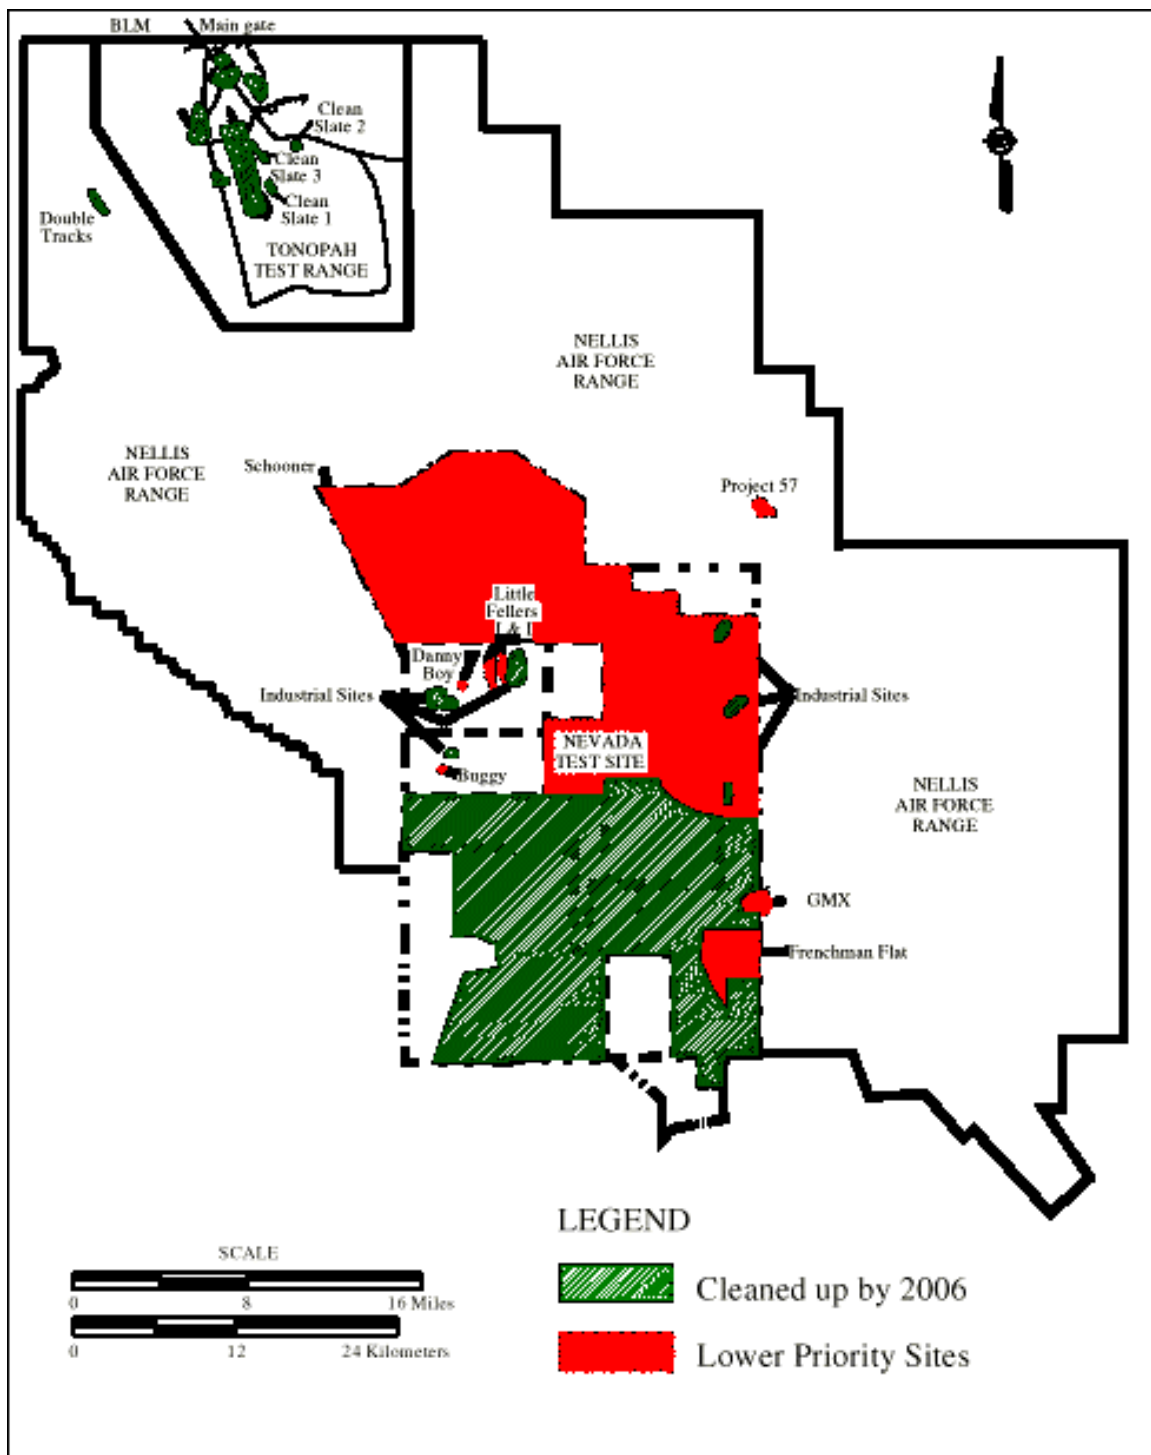 BLM
Main gate
Clean
Slate 2
Clean
Slate 3
Clean
Slate 1
Double
Tracks
TONOPAH
TEST RANGE
NELLIS
AIR FORCE
RANGE
NELLIS
AIR FORCE
RANGE
Schooner
Project 57
Little
Fellers
I & I
Danny
Boy
Industrial Sites
Industrial Sites
NEVADA
TEST SITE
Buggy
NELLIS
AIR FORCE
RANGE
GMX
Frenchman Flat
LEGEND
SCALE
Cleaned up by 2006
0 8 16 Miles
Lower Priority Sites
0 12 24 Kilometers